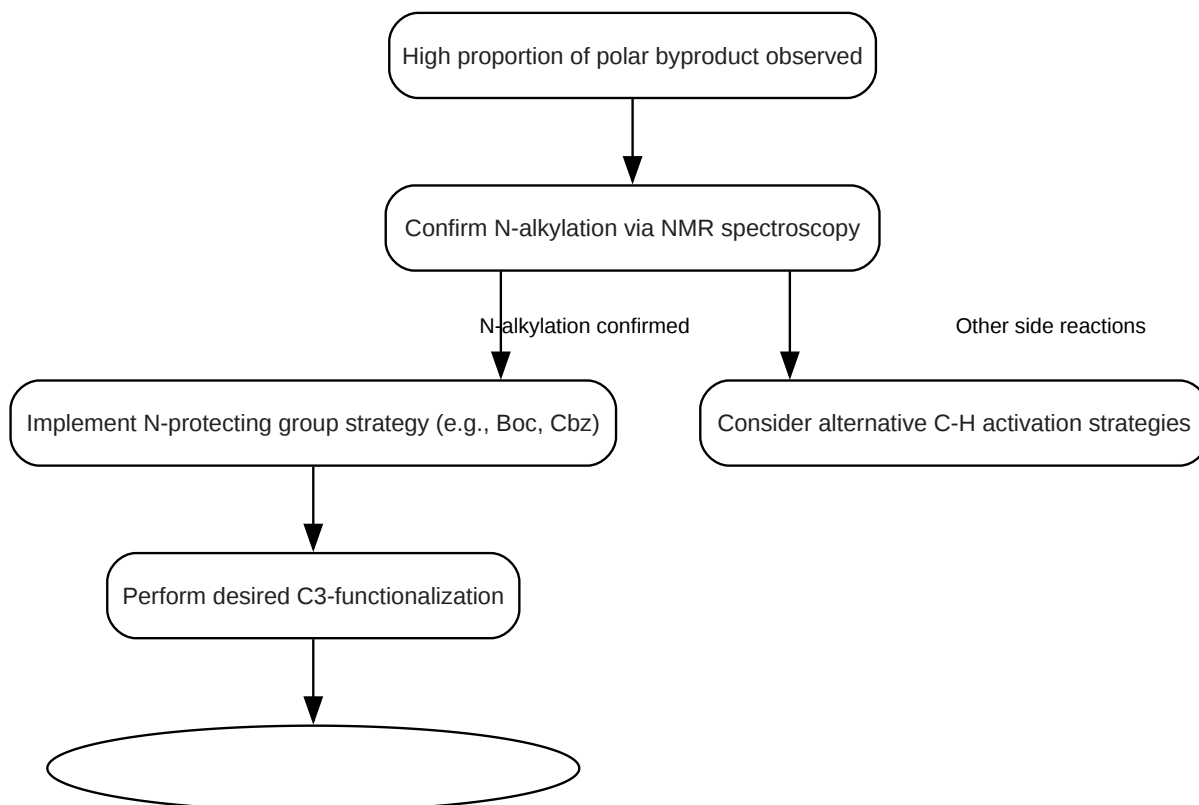 High proportion of polar byproduct observed
Confirm N-alkylation via NMR spectroscopy
N-alkylation confirmed
Other side reactions
Implement N-protecting group strategy (e.g., Boc, Cbz)
Consider alternative C-H activation strategies
Perform desired C3-functionalization